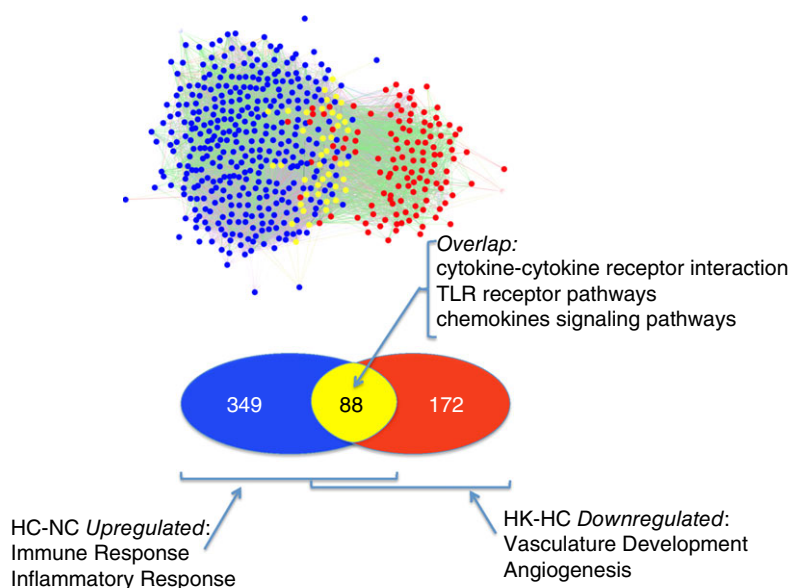 Overlap:
cytokine-cytokine receptor interaction
TLR receptor pathways
chemokines signaling pathways
349
88
172
HC-NC Upregulated:
Immune Response
Inflammatory Response
HK-HC Downregulated:
Vasculature Development
Angiogenesis